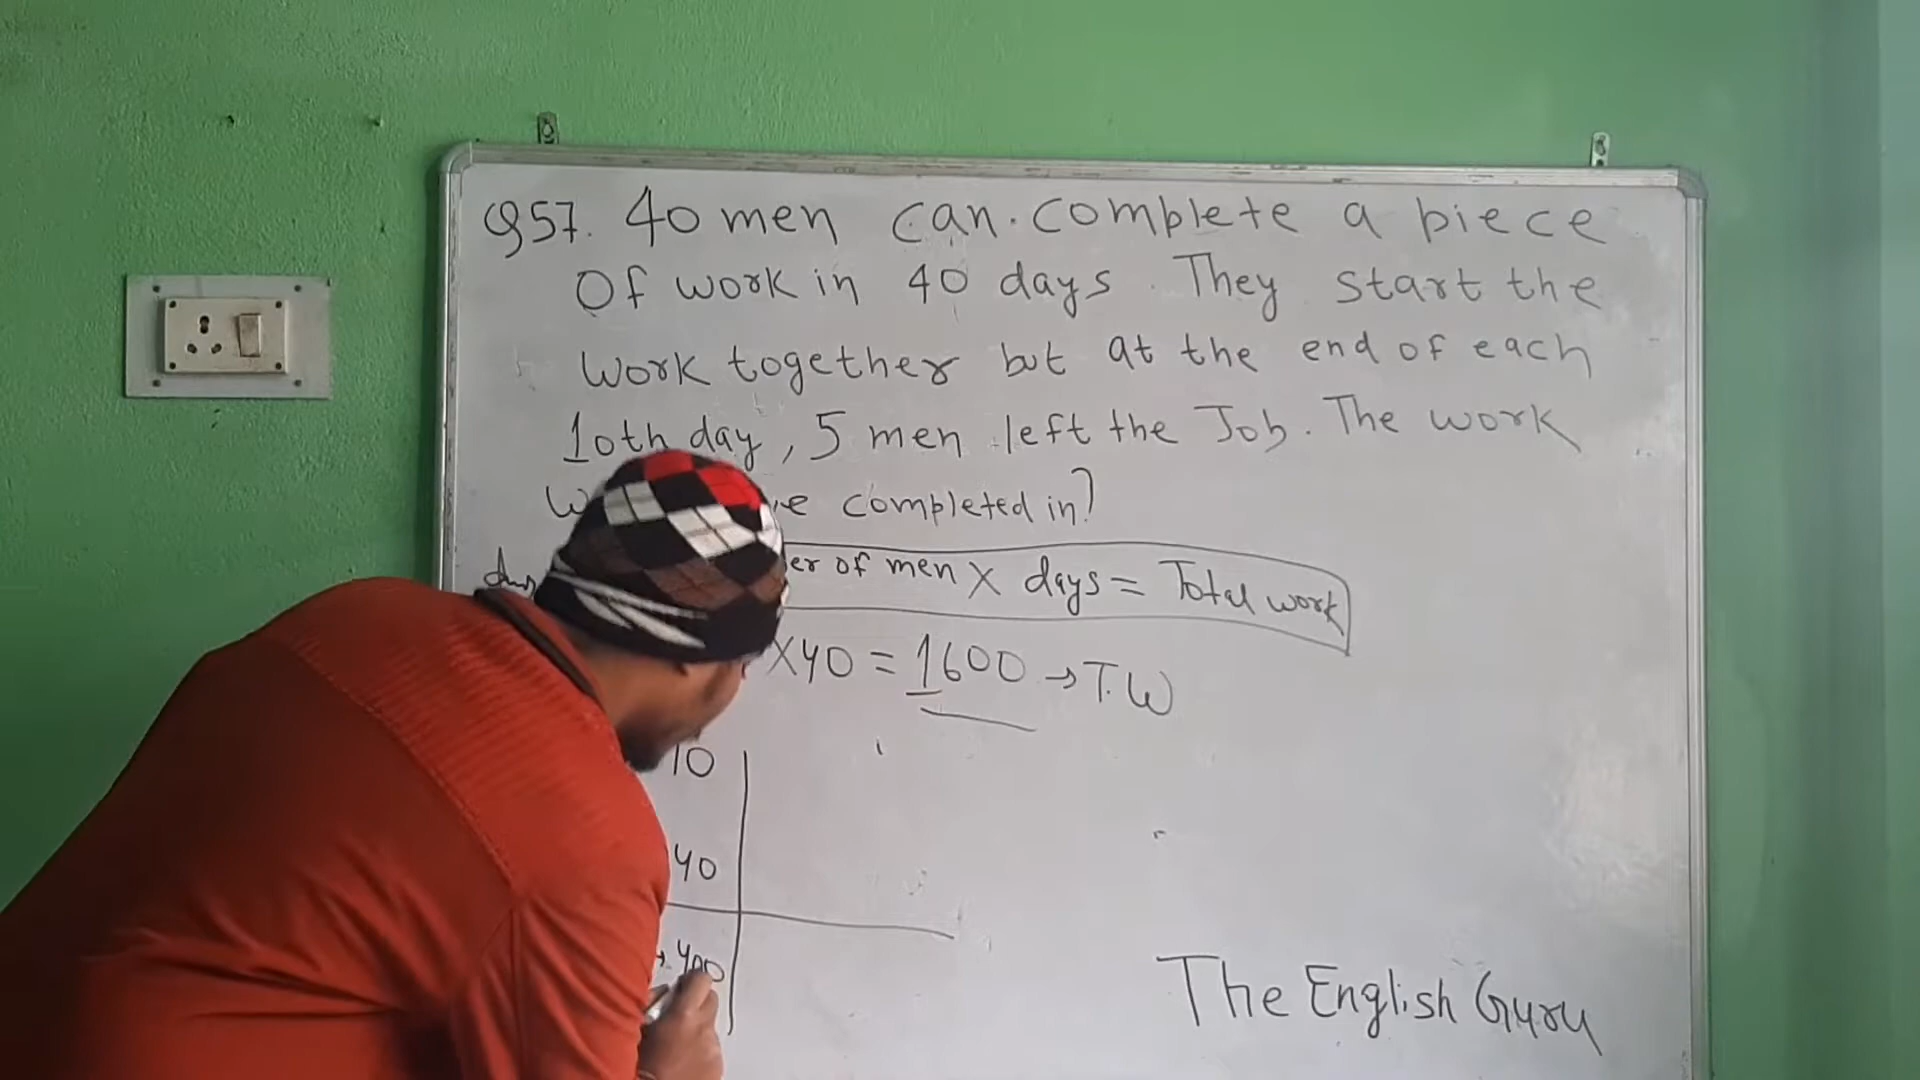 Q57. 40 men can complete a piece
of work in 40 days. They start the
work together but at the end of each
10th day, 5 men left the Job. The work
completed in?
Ans
of men X days = Total work
X40 = 1600 → T.W
10
40
→ 400
The English Guru